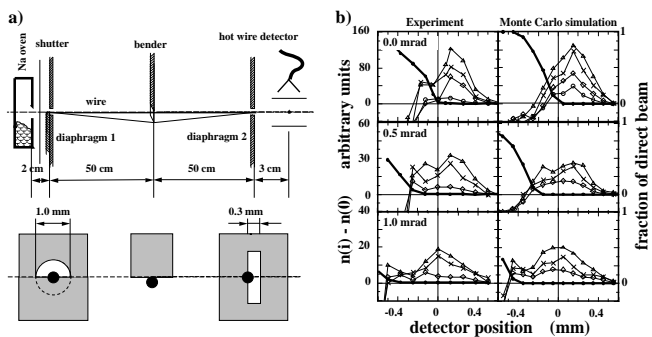 a)
Na oven
shutter
bender
hot wire detector
wire
diaphragm 1
diaphragm 2
2 cm
50 cm
50 cm
3 cm
1.0 mm
0.3 mm
b)
Experiment
Monte Carlo simulation
n(i) - n(0)
arbitrary units
fraction of direct beam
160
120
80
40
0
0.0 mrad
1
0
1
60
30
0
40
0.5 mrad
0
1
20
0
1.0 mrad
0
-0.4
0
0.4
-0.4
0
0.4
detector position (mm)